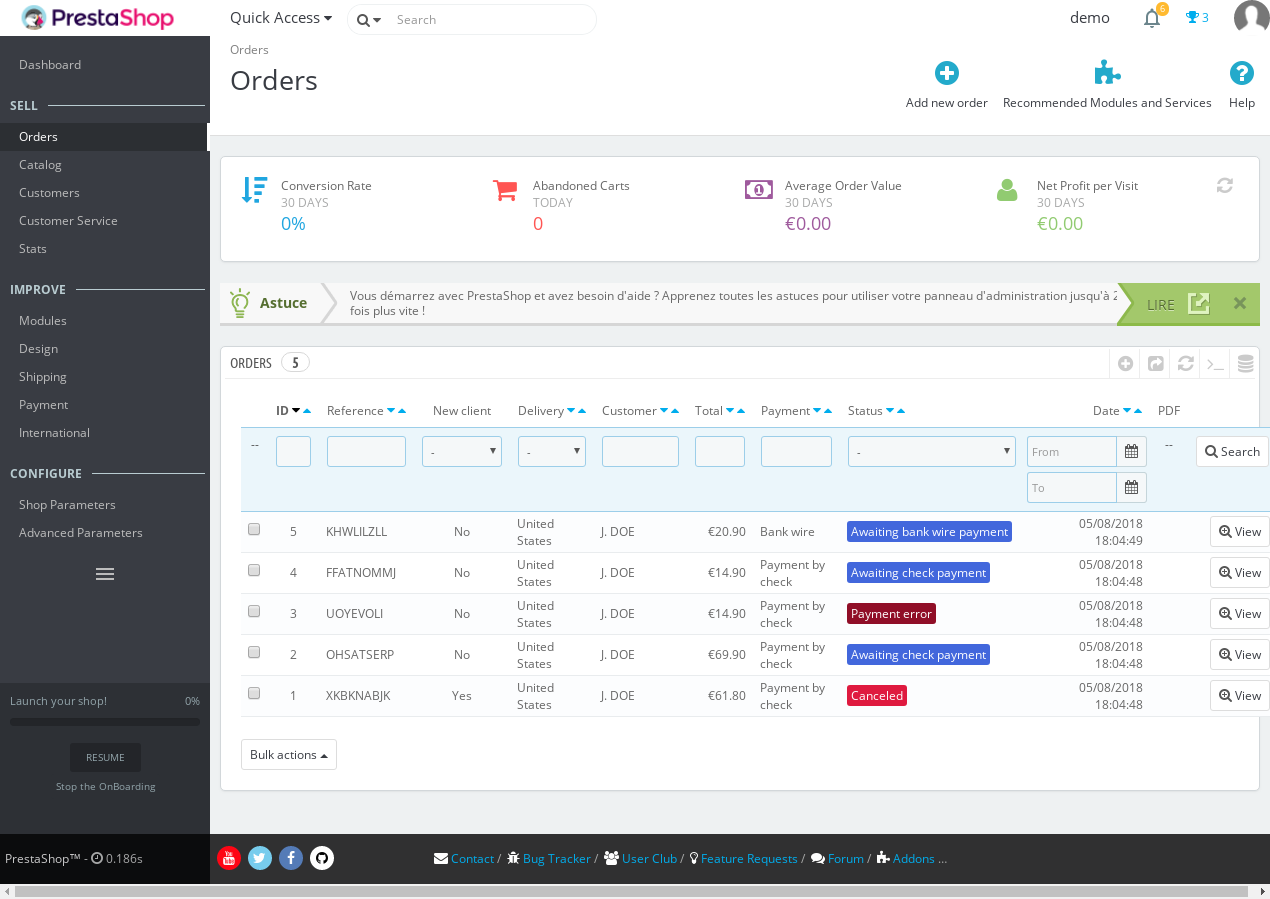 PrestaShop
Quick Access
Search
demo
6
3
Dashboard
SELL
Orders
Catalog
Customers
Customer Service
Stats
IMPROVE
Modules
Design
Shipping
Payment
International
CONFIGURE
Shop Parameters
Advanced Parameters
Launch your shop! 0%
RESUME
Stop the OnBoarding
PrestaShop™ - 0.186s
Orders
Orders
Add new order
Recommended Modules and Services
Help
Conversion Rate
30 DAYS
0%
Abandoned Carts
TODAY
0
Average Order Value
30 DAYS
€0.00
Net Profit per Visit
30 DAYS
€0.00
Astuce
Vous démarrez avec PrestaShop et avez besoin d'aide ? Apprenez toutes les astuces pour utiliser votre panneau d'administration jusqu'à 2
fois plus vite !
LIRE
ORDERS 5
ID Reference New client Delivery Customer Total Payment Status Date PDF
-- - - - From -- Search
To
5 KHWLILZLL No United States J. DOE €20.90 Bank wire Awaiting bank wire payment 05/08/2018 18:04:49 View
4 FFATNOMMJ No United States J. DOE €14.90 Payment by check Awaiting check payment 05/08/2018 18:04:48 View
3 UOYEVOLI No United States J. DOE €14.90 Payment by check Payment error 05/08/2018 18:04:48 View
2 OHSATSERP No United States J. DOE €69.90 Payment by check Awaiting check payment 05/08/2018 18:04:48 View
1 XKBKNABJK Yes United States J. DOE €61.80 Payment by check Canceled 05/08/2018 18:04:48 View
Bulk actions
Contact / Bug Tracker / User Club / Feature Requests / Forum / Addons ...